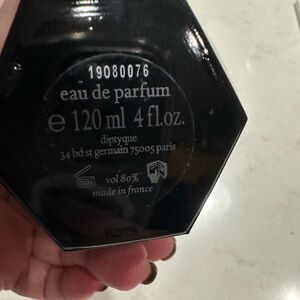 19080076
eau de parfum
e 120 ml 4 fl.oz.
diptyque
34 bd st germain 75005 paris
vol 80%
made in france